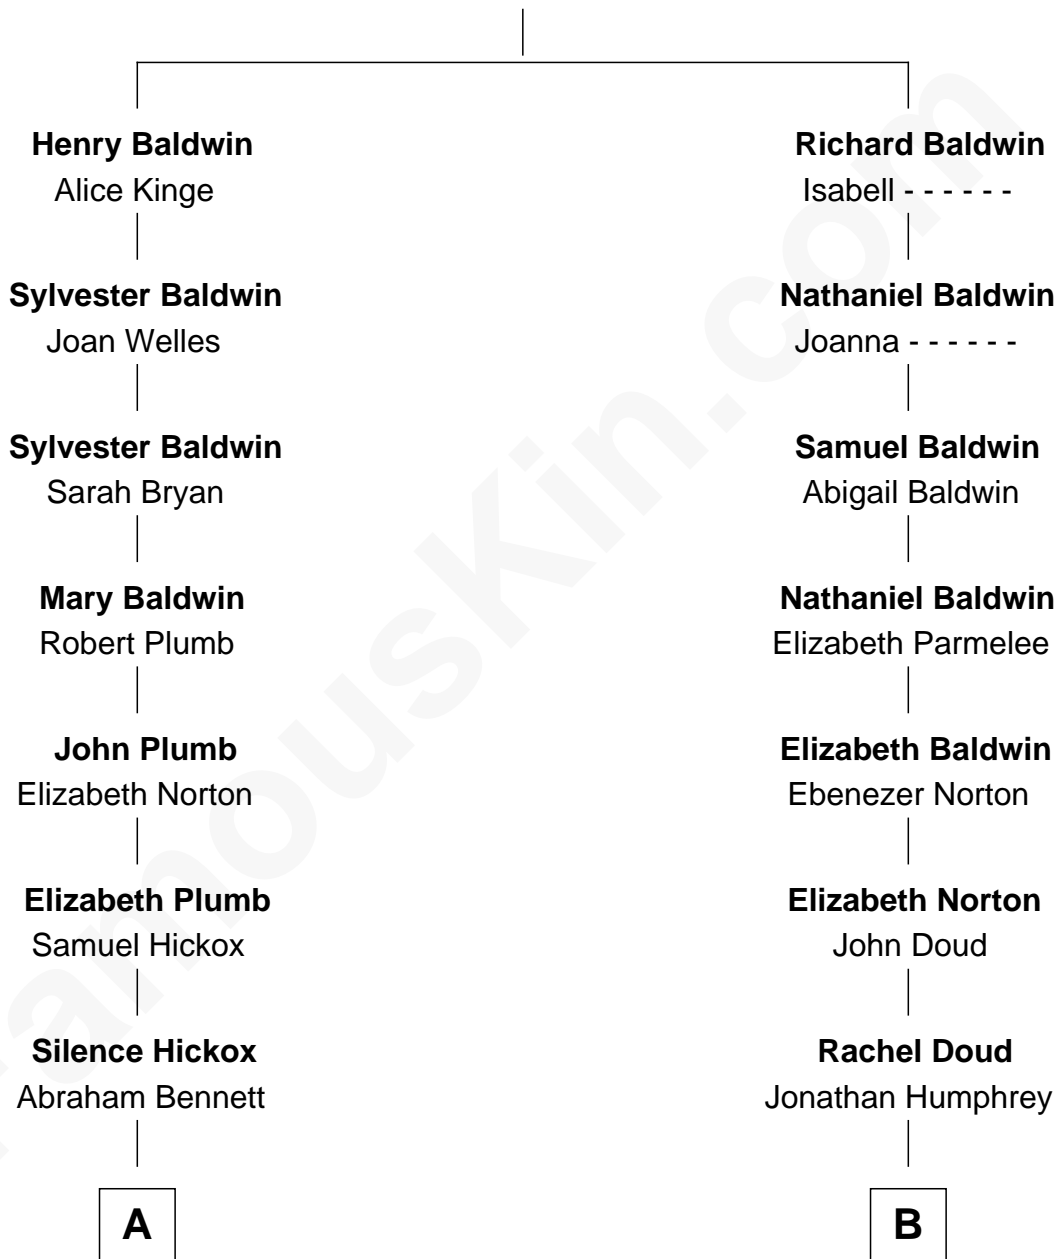 Henry Baldwin
Alice Kinge
Sylvester Baldwin
Joan Welles
Sylvester Baldwin
Sarah Bryan
Mary Baldwin
Robert Plumb
John Plumb
Elizabeth Norton
Elizabeth Plumb
Samuel Hickox
Silence Hickox
Abraham Bennett
A
Richard Baldwin
Isabell - - - - - -
Nathaniel Baldwin
Joanna - - - - - -
Samuel Baldwin
Abigail Baldwin
Nathaniel Baldwin
Elizabeth Parmelee
Elizabeth Baldwin
Ebenezer Norton
Elizabeth Norton
John Doud
Rachel Doud
Jonathan Humphrey
B
FamousKin.com